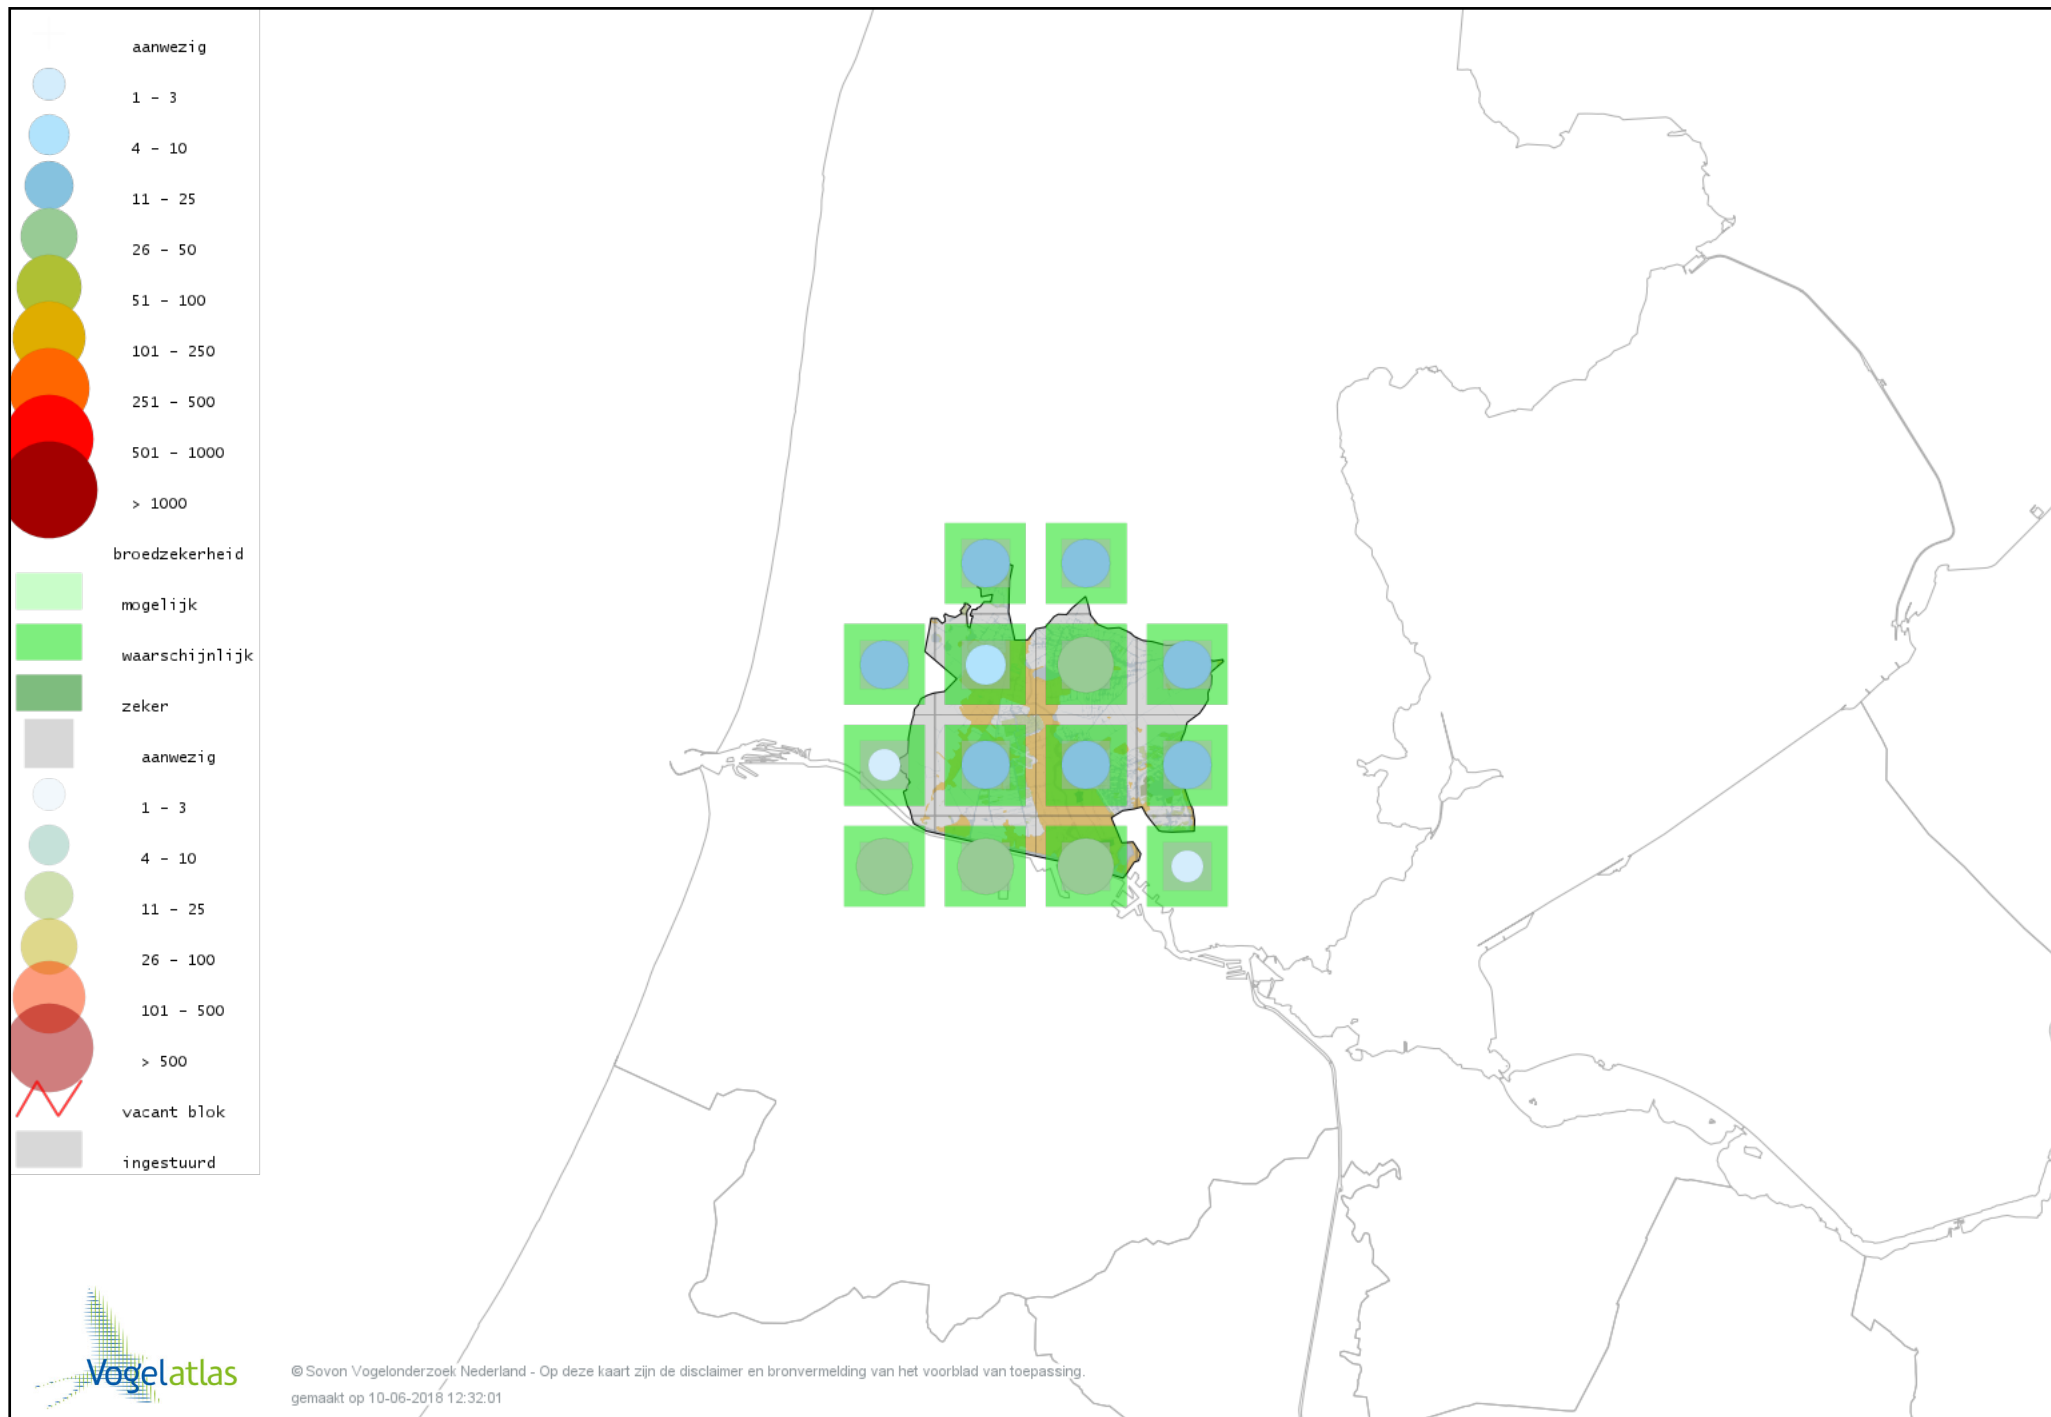 aanwezig
1 - 3
4 - 10
11 - 25
26 - 50
51 - 100
101 - 250
251 - 500
501 - 1000
> 1000
broedzekerheid
mogelijk
waarschijnlijk
zeker
aanwezig
1 - 3
4 - 10
11 - 25
26 - 100
101 - 500
> 500
vacant blok
ingestuurd
Vogelatlas
© Sovon Vogelonderzoek Nederland - Op deze kaart zijn de disclaimer en bronvermelding van het voorblad van toepassing.
gemaakt op 10-06-2018 12:32:01